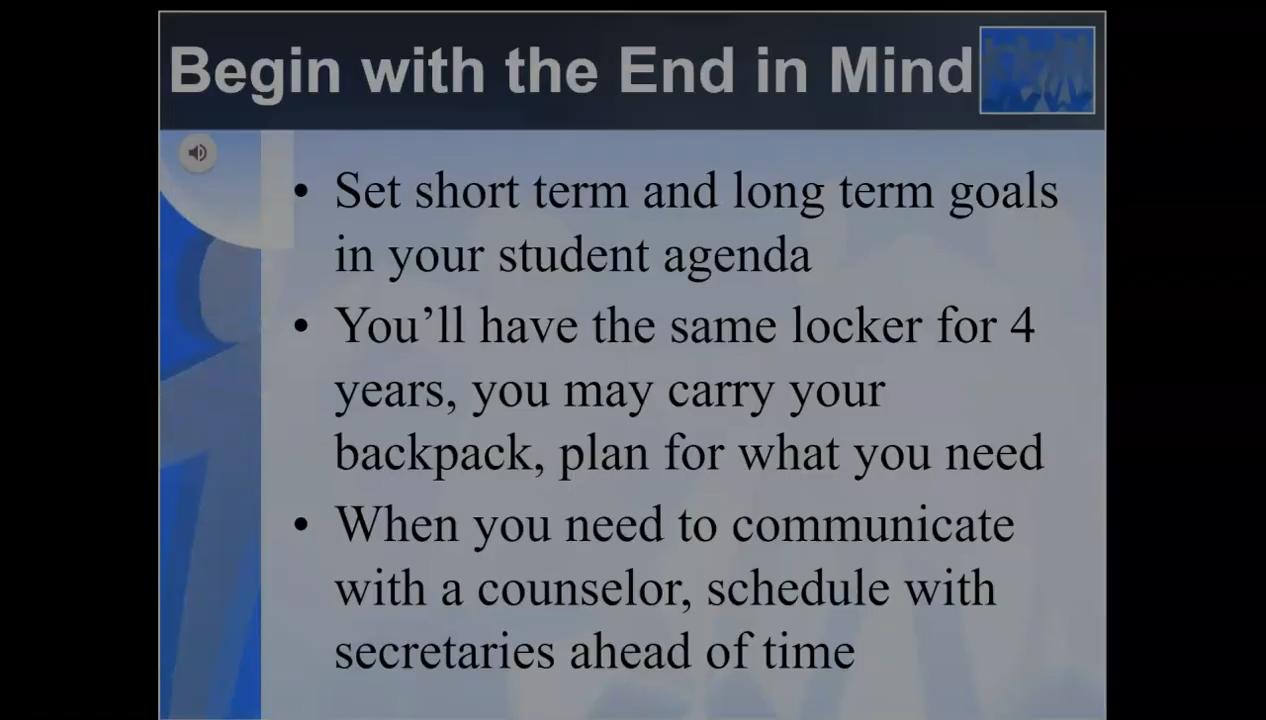 Begin with the End in Mind
• Set short term and long term goals
in your student agenda
• You’ll have the same locker for 4
years, you may carry your
backpack, plan for what you need
• When you need to communicate
with a counselor, schedule with
secretaries ahead of time